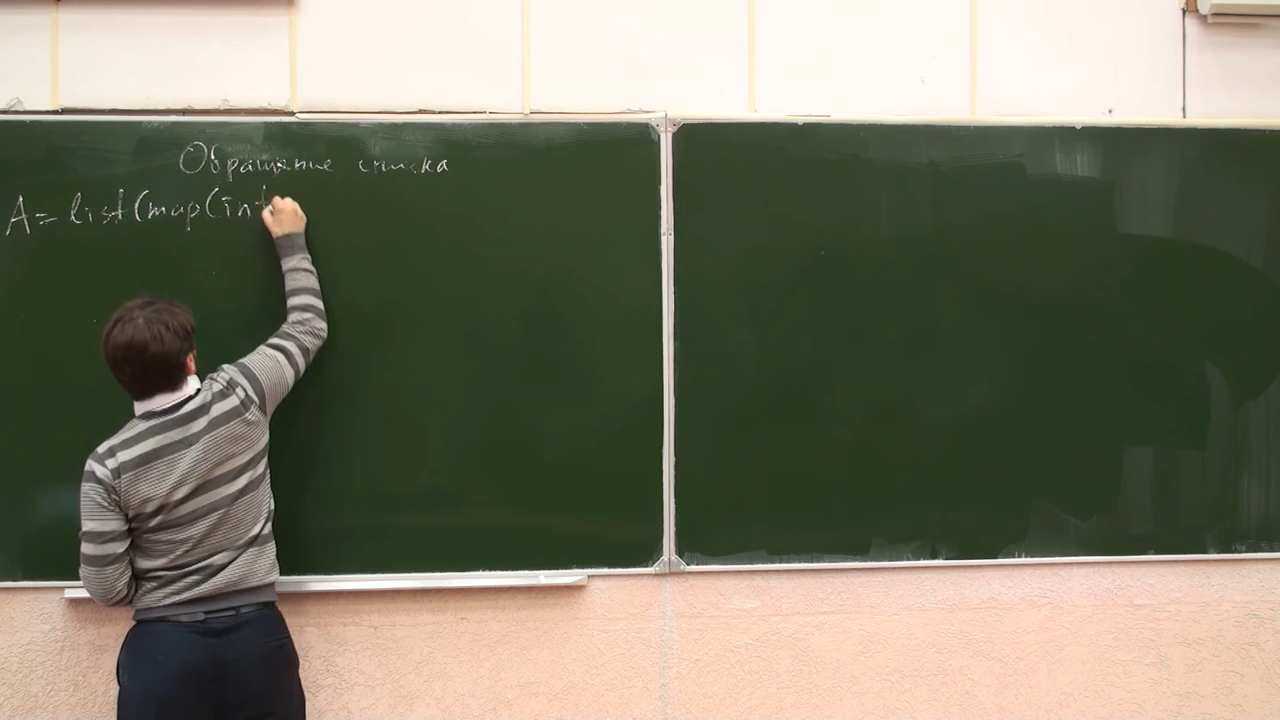 Обращение списка
A = list(map(int